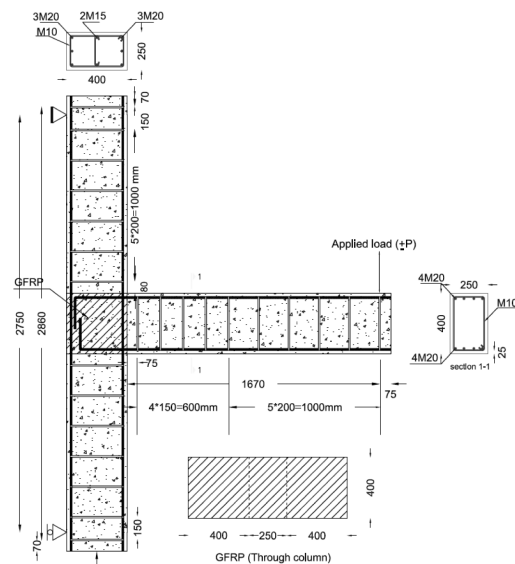 3M20 2M15 3M20
M10
250
400
70
150
5*200=1000 mm
Applied load (±P)
GFRP
80
1
4M20 250
M10
400
2750
2860
4M20
25
section 1-1
75
1
1670
75
4*150=600mm 5*200=1000mm
400
150
70
400 250 400
GFRP (Through column)